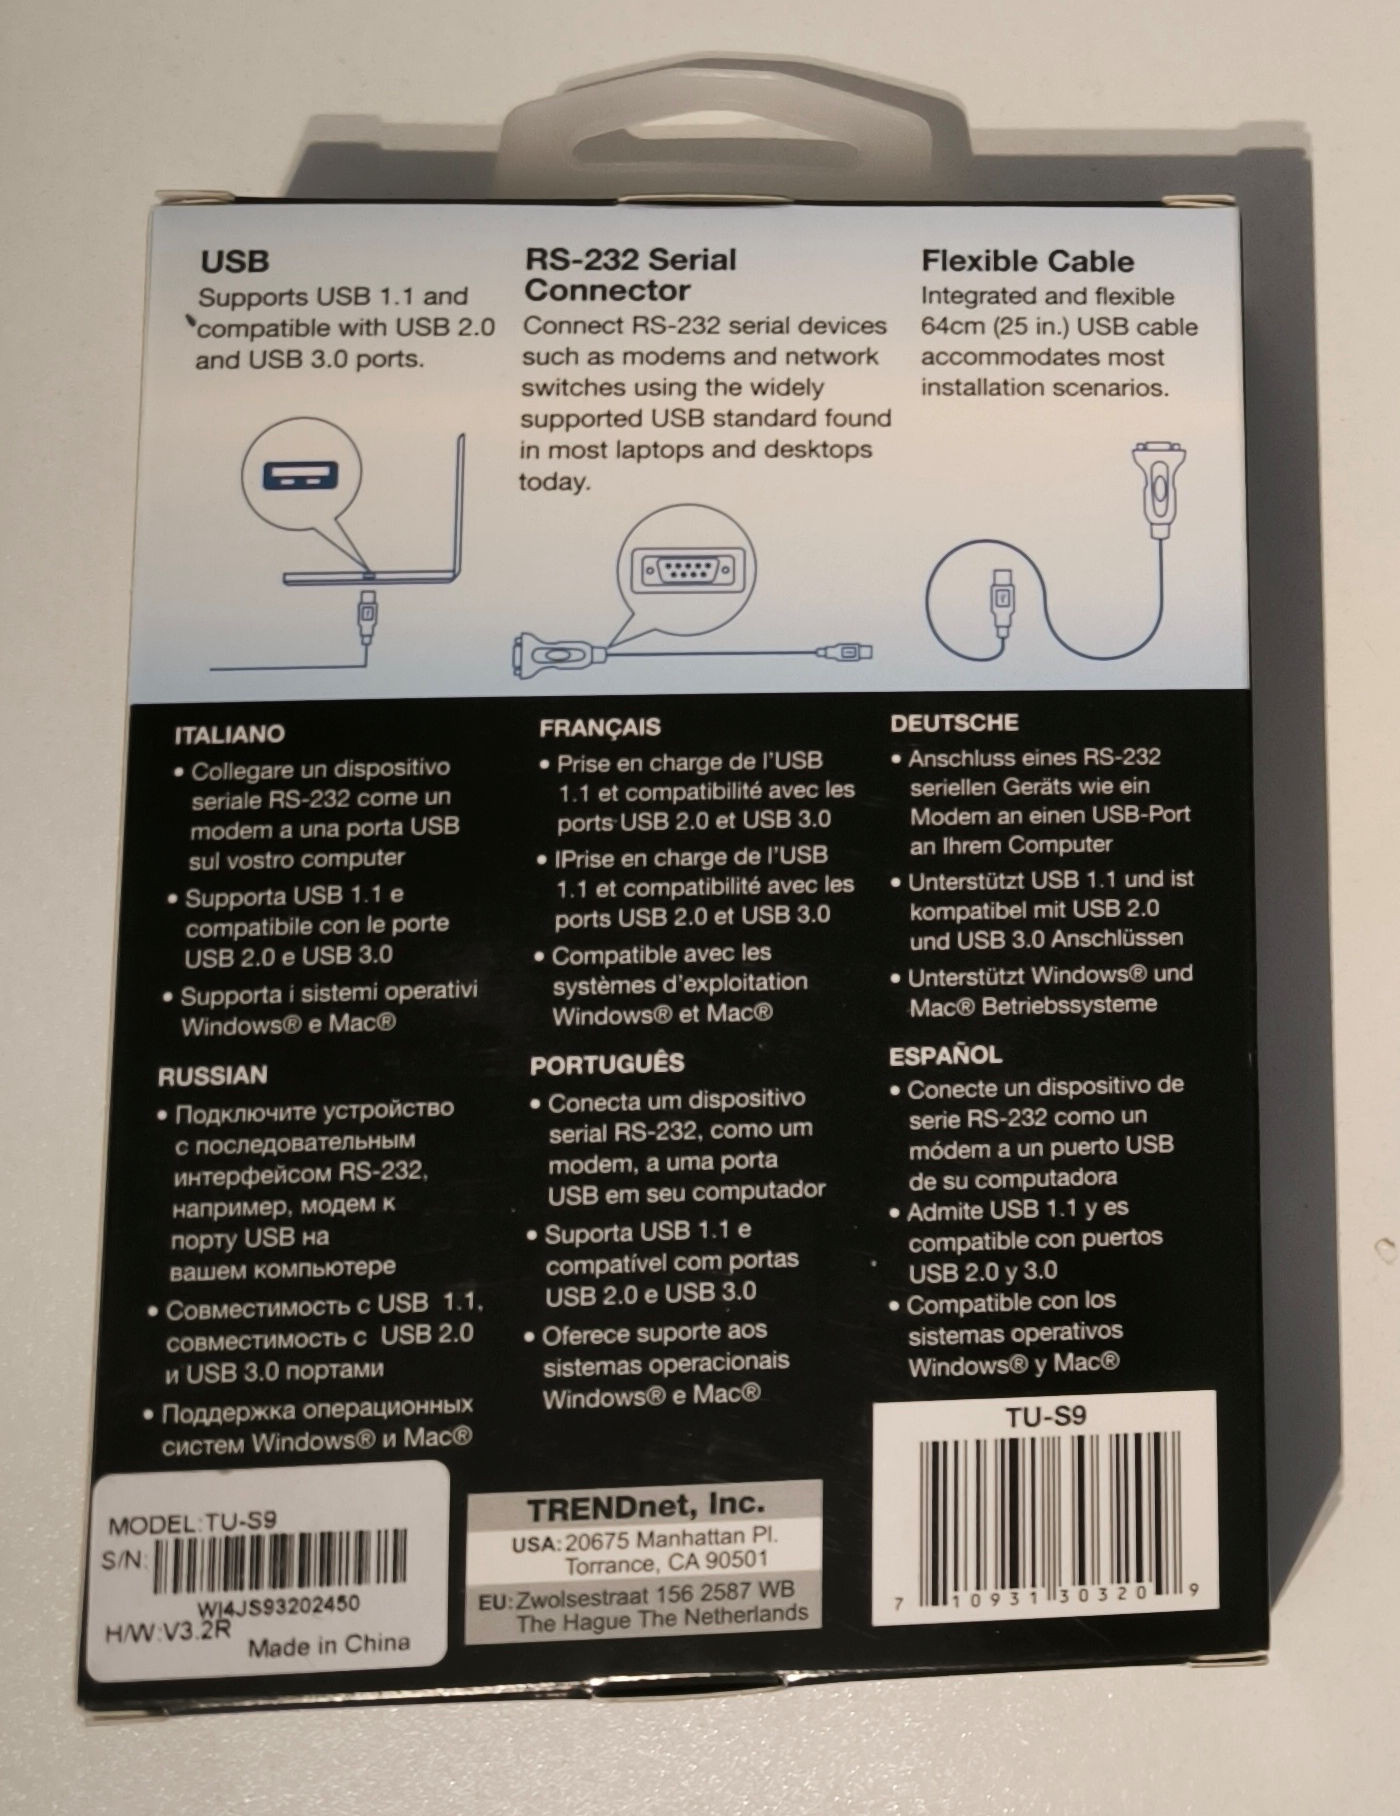 USB
Supports USB 1.1 and
compatible with USB 2.0
and USB 3.0 ports.
RS-232 Serial
Connector
Connect RS-232 serial devices
such as modems and network
switches using the widely
supported USB standard found
in most laptops and desktops
today.
Flexible Cable
Integrated and flexible
64cm (25 in.) USB cable
accommodates most
installation scenarios.
ITALIANO
• Collegare un dispositivo
seriale RS-232 come un
modem a una porta USB
sul vostro computer
• Supporta USB 1.1 e
compatibile con le porte
USB 2.0 e USB 3.0
• Supporta i sistemi operativi
Windows® e Mac®
FRANÇAIS
• Prise en charge de l'USB
1.1 et compatibilité avec les
ports USB 2.0 et USB 3.0
• IPrise en charge de l'USB
1.1 et compatibilité avec les
ports USB 2.0 et USB 3.0
• Compatible avec les
systèmes d'exploitation
Windows® et Mac®
DEUTSCHE
• Anschluss eines RS-232
seriellen Geräts wie ein
Modem an einen USB-Port
an Ihrem Computer
• Unterstützt USB 1.1 und ist
kompatibel mit USB 2.0
und USB 3.0 Anschlüssen
• Unterstützt Windows® und
Mac® Betriebssysteme
RUSSIAN
• Подключите устройство
с последовательным
интерфейсом RS-232,
например, модем к
порту USB на
вашем компьютере
• Совместимость с USB 1.1,
совместимость с USB 2.0
и USB 3.0 портами
• Поддержка операционных
систем Windows® и Mac®
PORTUGUÊS
• Conecta um dispositivo
serial RS-232, como um
modem, a uma porta
USB em seu computador
• Suporta USB 1.1 e
compatível com portas
USB 2.0 e USB 3.0
• Oferece suporte aos
sistemas operacionais
Windows® e Mac®
ESPAÑOL
• Conecte un dispositivo de
serie RS-232 como un
módem a un puerto USB
de su computadora
• Admite USB 1.1 y es
compatible con puertos
USB 2.0 y 3.0
• Compatible con los
sistemas operativos
Windows® y Mac®
MODEL:TU-S9
S/N:
WI4JS93202450
H/W:V3.2R
Made in China
TRENDnet, Inc.
USA: 20675 Manhattan Pl.
Torrance, CA 90501
EU: Zwolsestraat 156 2587 WB
The Hague The Netherlands
TU-S9
7 10931 30320 9